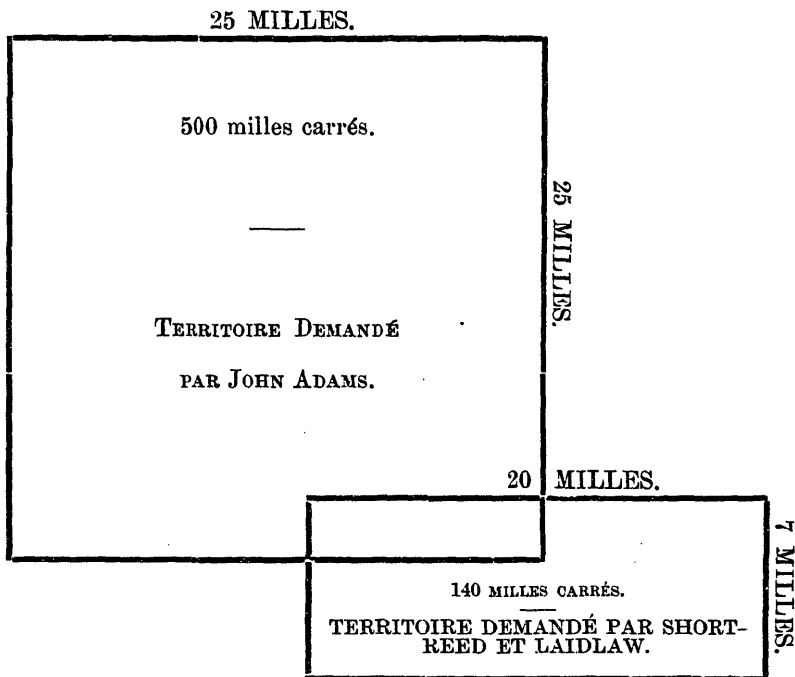 25 MILLES.
500 milles carrés.
25 MILLES.
TERRITOIRE DEMANDÉ
PAR JOHN ADAMS.
20 MILLES.
7 MILLES.
140 MILLES CARRÉS.
TERRITOIRE DEMANDÉ PAR SHORT-
REED ET LAIDLAW.